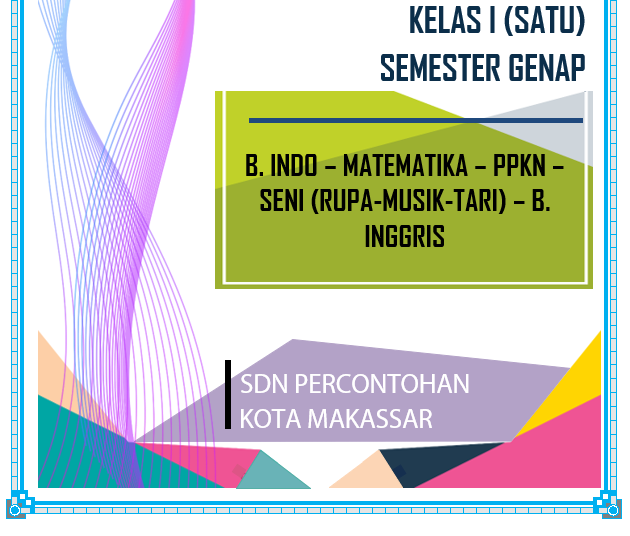 KELAS I (SATU)
SEMESTER GENAP
B. INDO – MATEMATIKA – PPKN –
SENI (RUPA-MUSIK-TARI) – B.
INGGRIS
SDN PERCONTOHAN
KOTA MAKASSAR